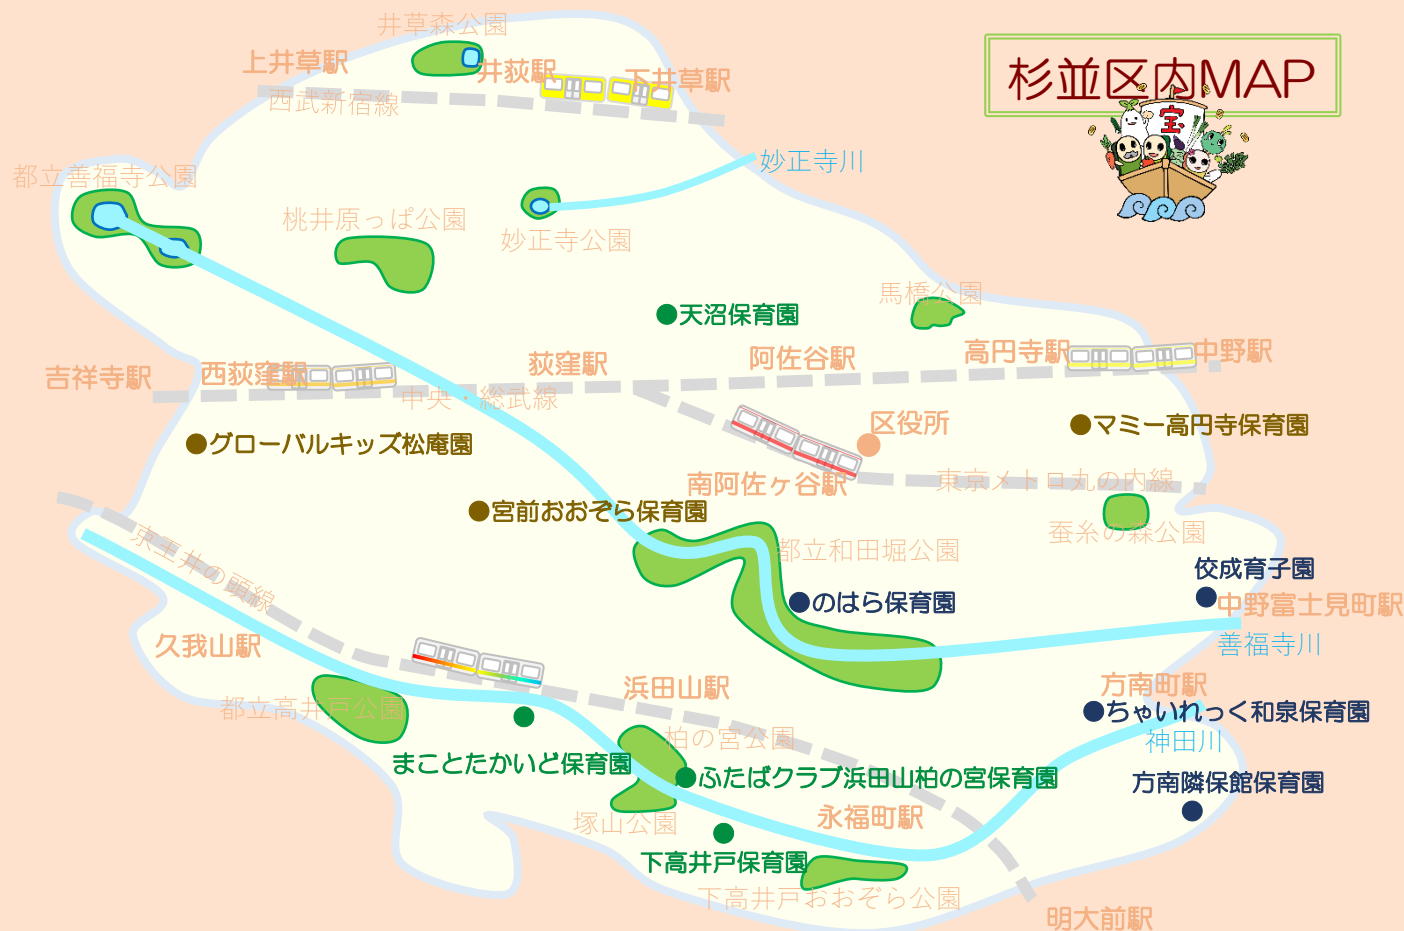 井草森公園
上井草駅
井荻駅
下井草駅
西武新宿線
杉並区内MAP
宝
妙正寺川
都立善福寺公園
桃井原っぱ公園
妙正寺公園
馬橋公園
天沼保育園
荻窪駅
阿佐谷駅
高円寺駅
中野駅
吉祥寺駅
西荻窪駅
中央・総武線
区役所
マミー高円寺保育園
グローバルキッズ松庵園
南阿佐ヶ谷駅
東京メトロ丸の内線
宮前おおぞら保育園
蚕糸の森公園
京王井の頭線
都立和田堀公園
佼成育子園
のはら保育園
中野富士見町駅
善福寺川
久我山駅
浜田山駅
方南町駅
都立高井戸公園
ちゃいれっく和泉保育園
柏の宮公園
神田川
まことたかいど保育園
ふたばクラブ浜田山柏の宮保育園
方南隣保館保育園
塚山公園
永福町駅
下高井戸保育園
下高井戸おおぞら公園
明大前駅